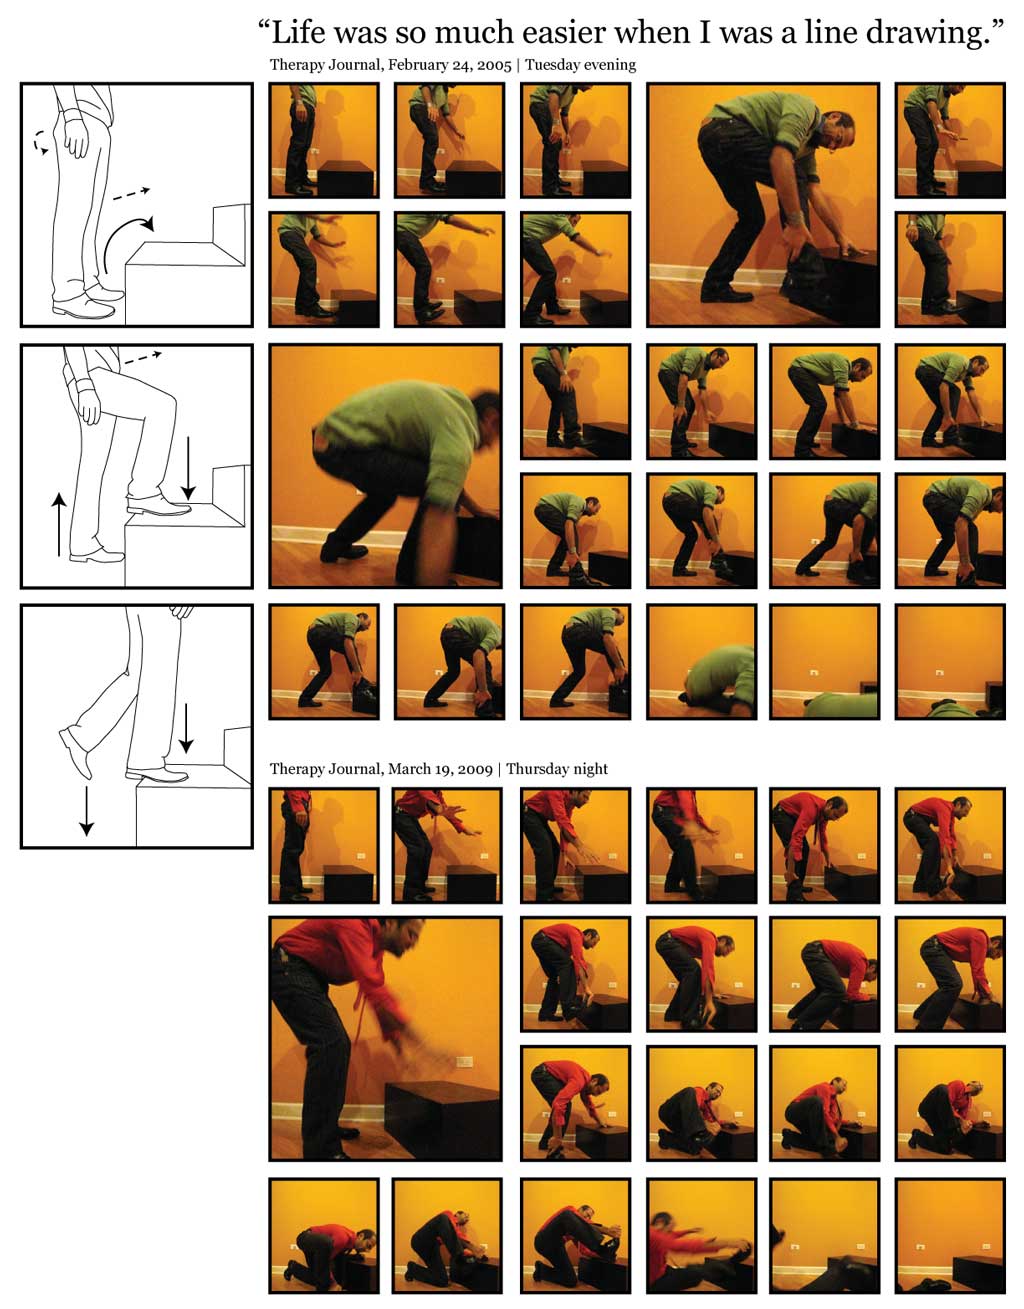 “Life was so much easier when I was a line drawing.”
Therapy Journal, February 24, 2005 | Tuesday evening
Therapy Journal, March 19, 2009 | Thursday night